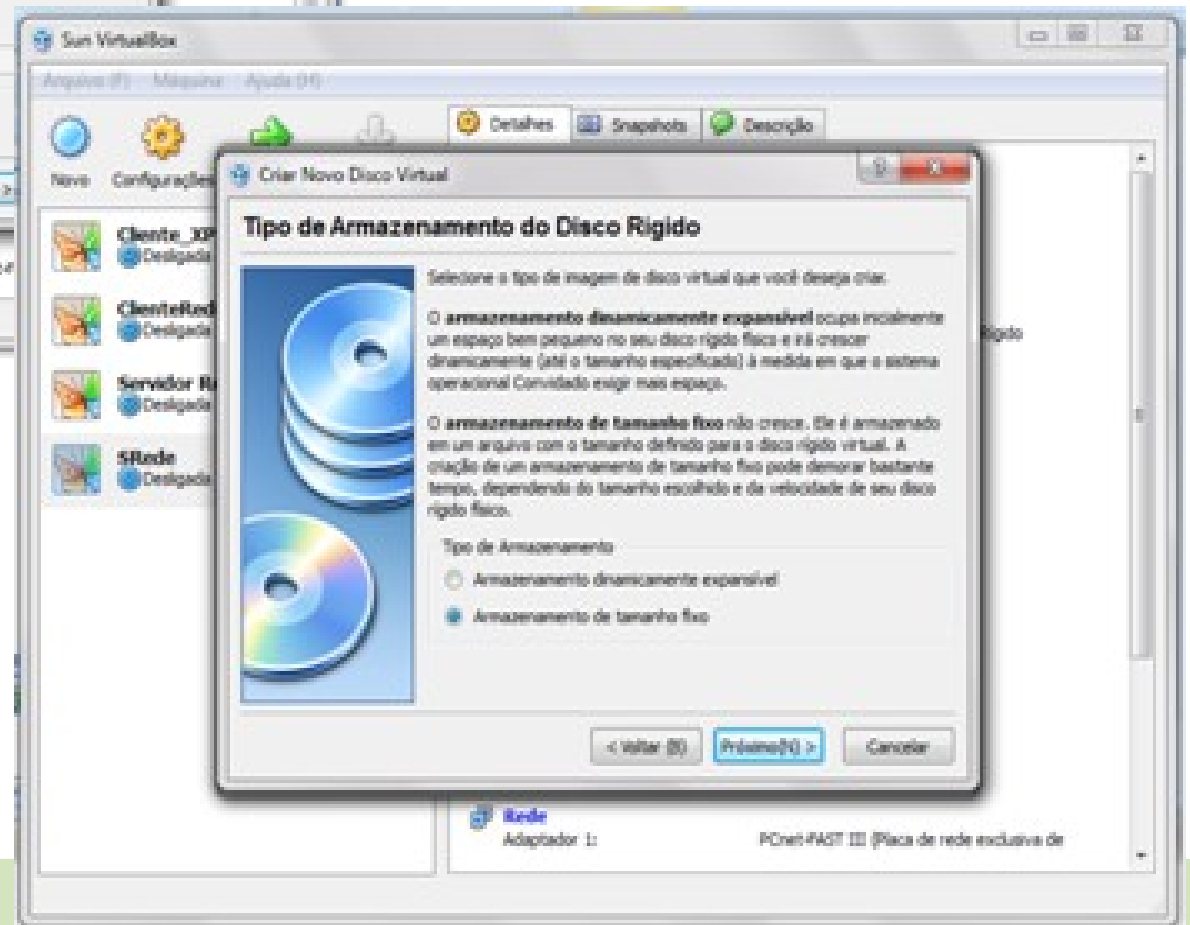 Sun VirtualBox
Arquivo (F) Máquina Ajuda (H)
Novo Configurações
Detalhes Snapshots Descrição
Cliente_XP
Desligada
ClienteRed
Desligada
Servidor
Desligada
SRede
Desligada
Criar Novo Disco Virtual
Tipo de Armazenamento do Disco Rígido
Selecione o tipo de imagem de disco virtual que você deseja criar.
O armazenamento dinamicamente expansível ocupa inicialmente
um espaço bem pequeno no seu disco rígido físico e irá crescer
dinamicamente (até o tamanho especificado) à medida em que o sistema
operacional Convidado exigir mais espaço.
O armazenamento de tamanho fixo não cresce. Ele é armazenado
em um arquivo com o tamanho definido para o disco rígido virtual. A
criação de um armazenamento de tamanho fixo pode demorar bastante
tempo, dependendo do tamanho escolhido e da velocidade de seu disco
rígido físico.
Tipo de Armazenamento
Armazenamento dinamicamente expansível
Armazenamento de tamanho fixo
< Voltar (B) Próximo(N) > Cancelar
Rede
Adaptador 1: PCnet-FAST III (Placa de rede exclusiva de